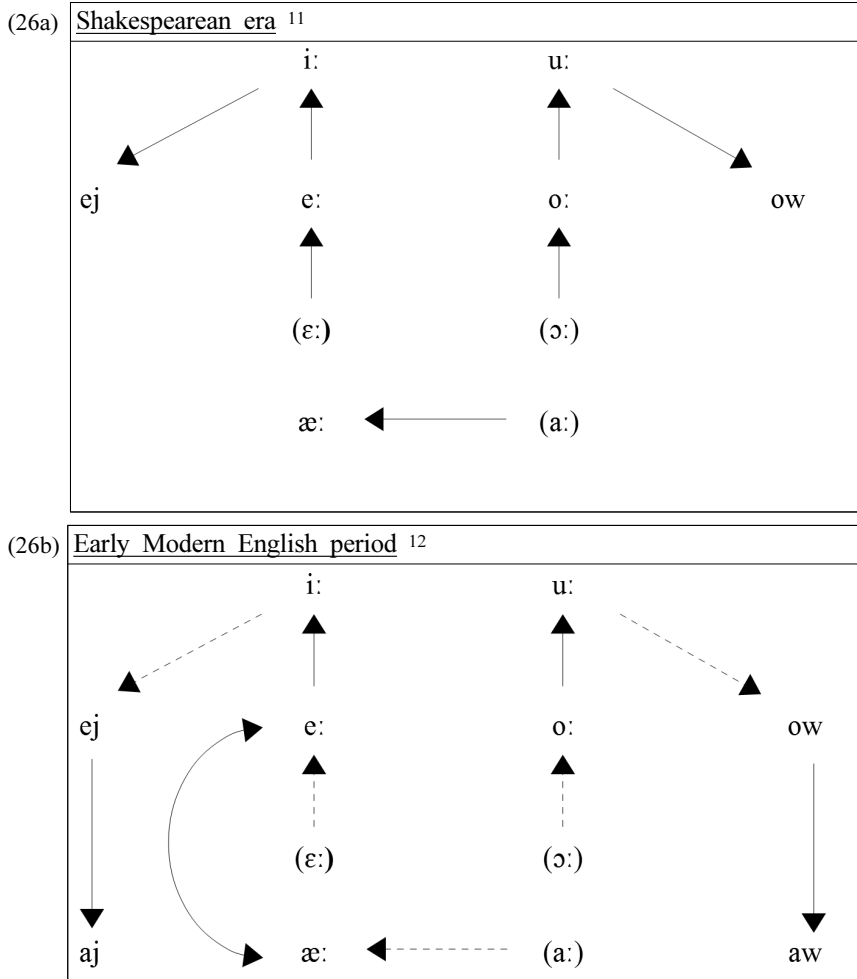 (26a) Shakespearean era 11
iː uː
ej eː oː ow
(ɛː) (ɔː)
æː (aː)
(26b) Early Modern English period 12
iː uː
ej eː oː ow
(ɛː) (ɔː)
aj æː (aː) aw